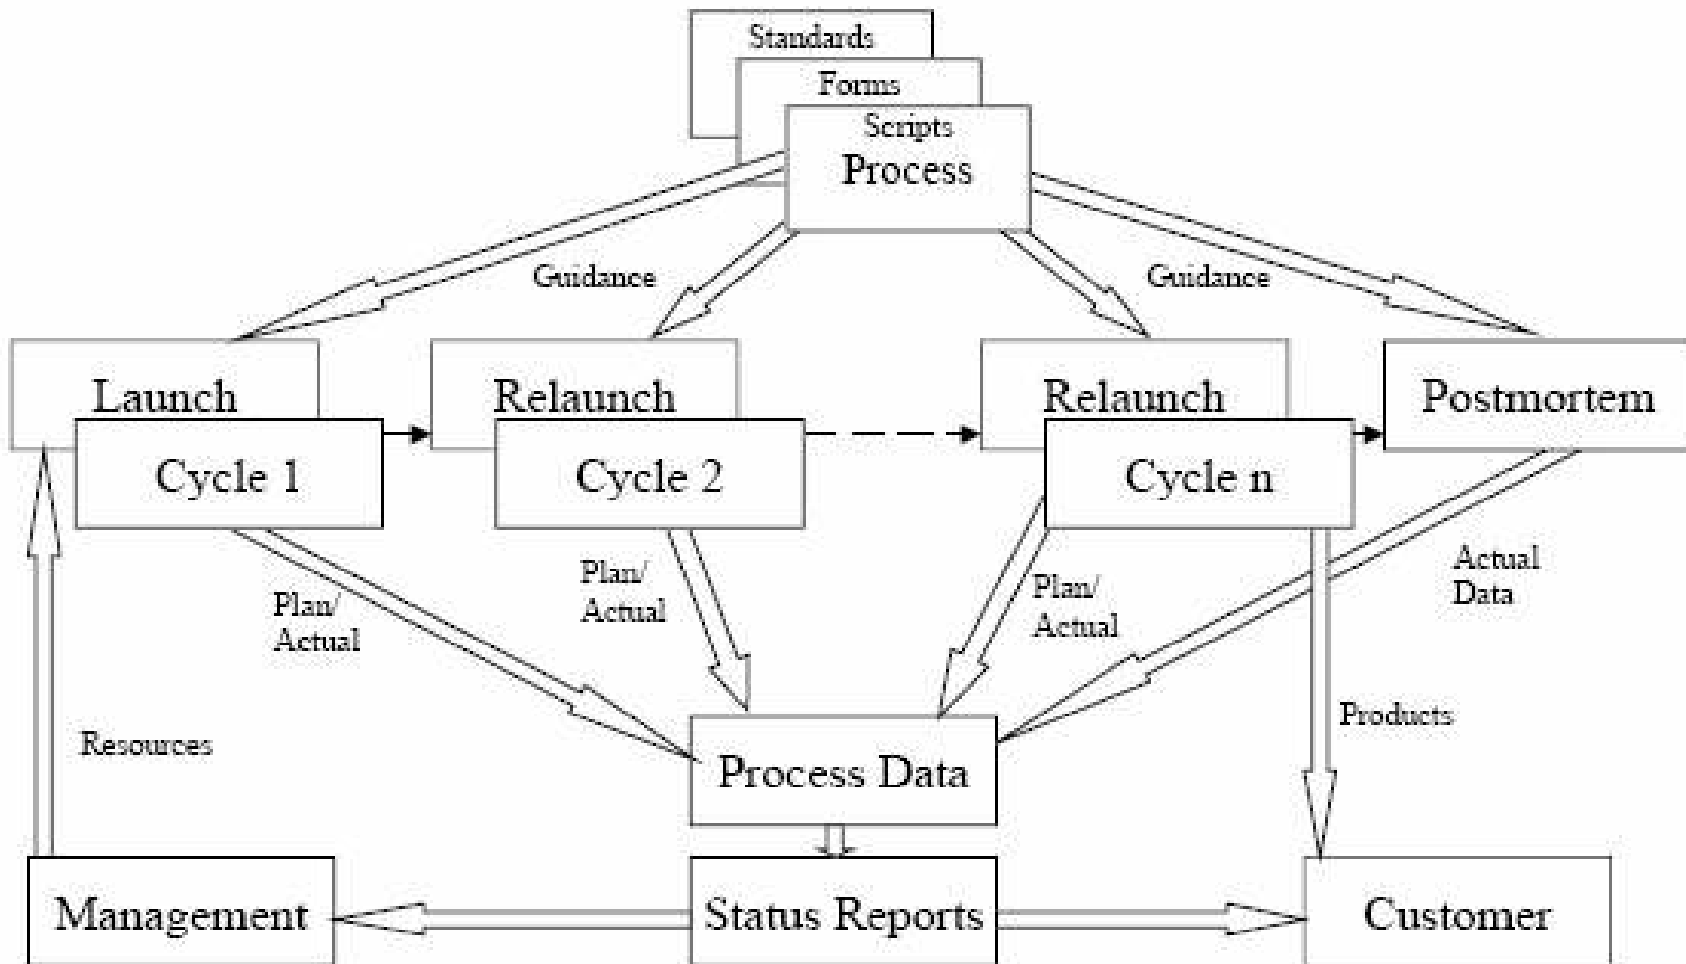 Standards
Forms
Scripts
Process
Guidance
Guidance
Launch
Relaunch
Relaunch
Postmortem
Cycle 1
Cycle 2
Cycle n
Plan/
Actual
Plan/
Actual
Plan/
Actual
Actual
Data
Resources
Products
Process Data
Management
Status Reports
Customer